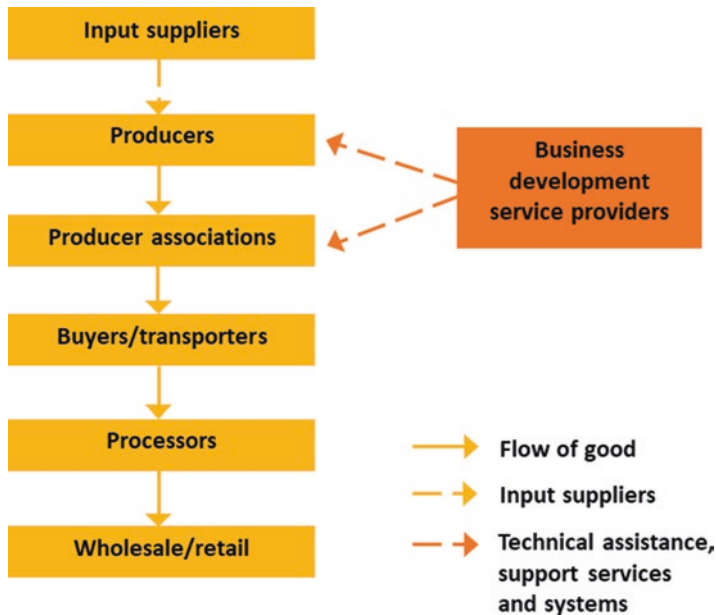 Input suppliers
Producers
Producer associations
Buyers/transporters
Processors
Wholesale/retail
Business
development
service providers
Flow of good
Input suppliers
Technical assistance,
support services
and systems